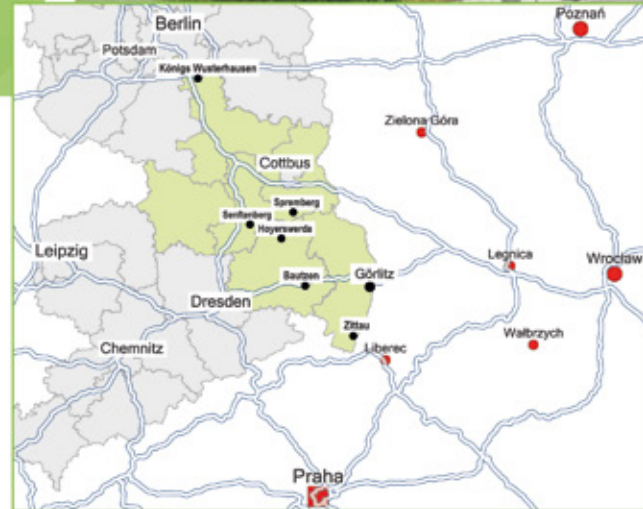 Poznań
Berlin
Potsdam
Königs Wusterhausen
Zielona Góra
Cottbus
Spremberg
Senftenberg
Hoyerswerda
Leipzig
Legnica
Wrocław
Bautzen
Görlitz
Dresden
Zittau
Wałbrzych
Chemnitz
Liberec
Praha